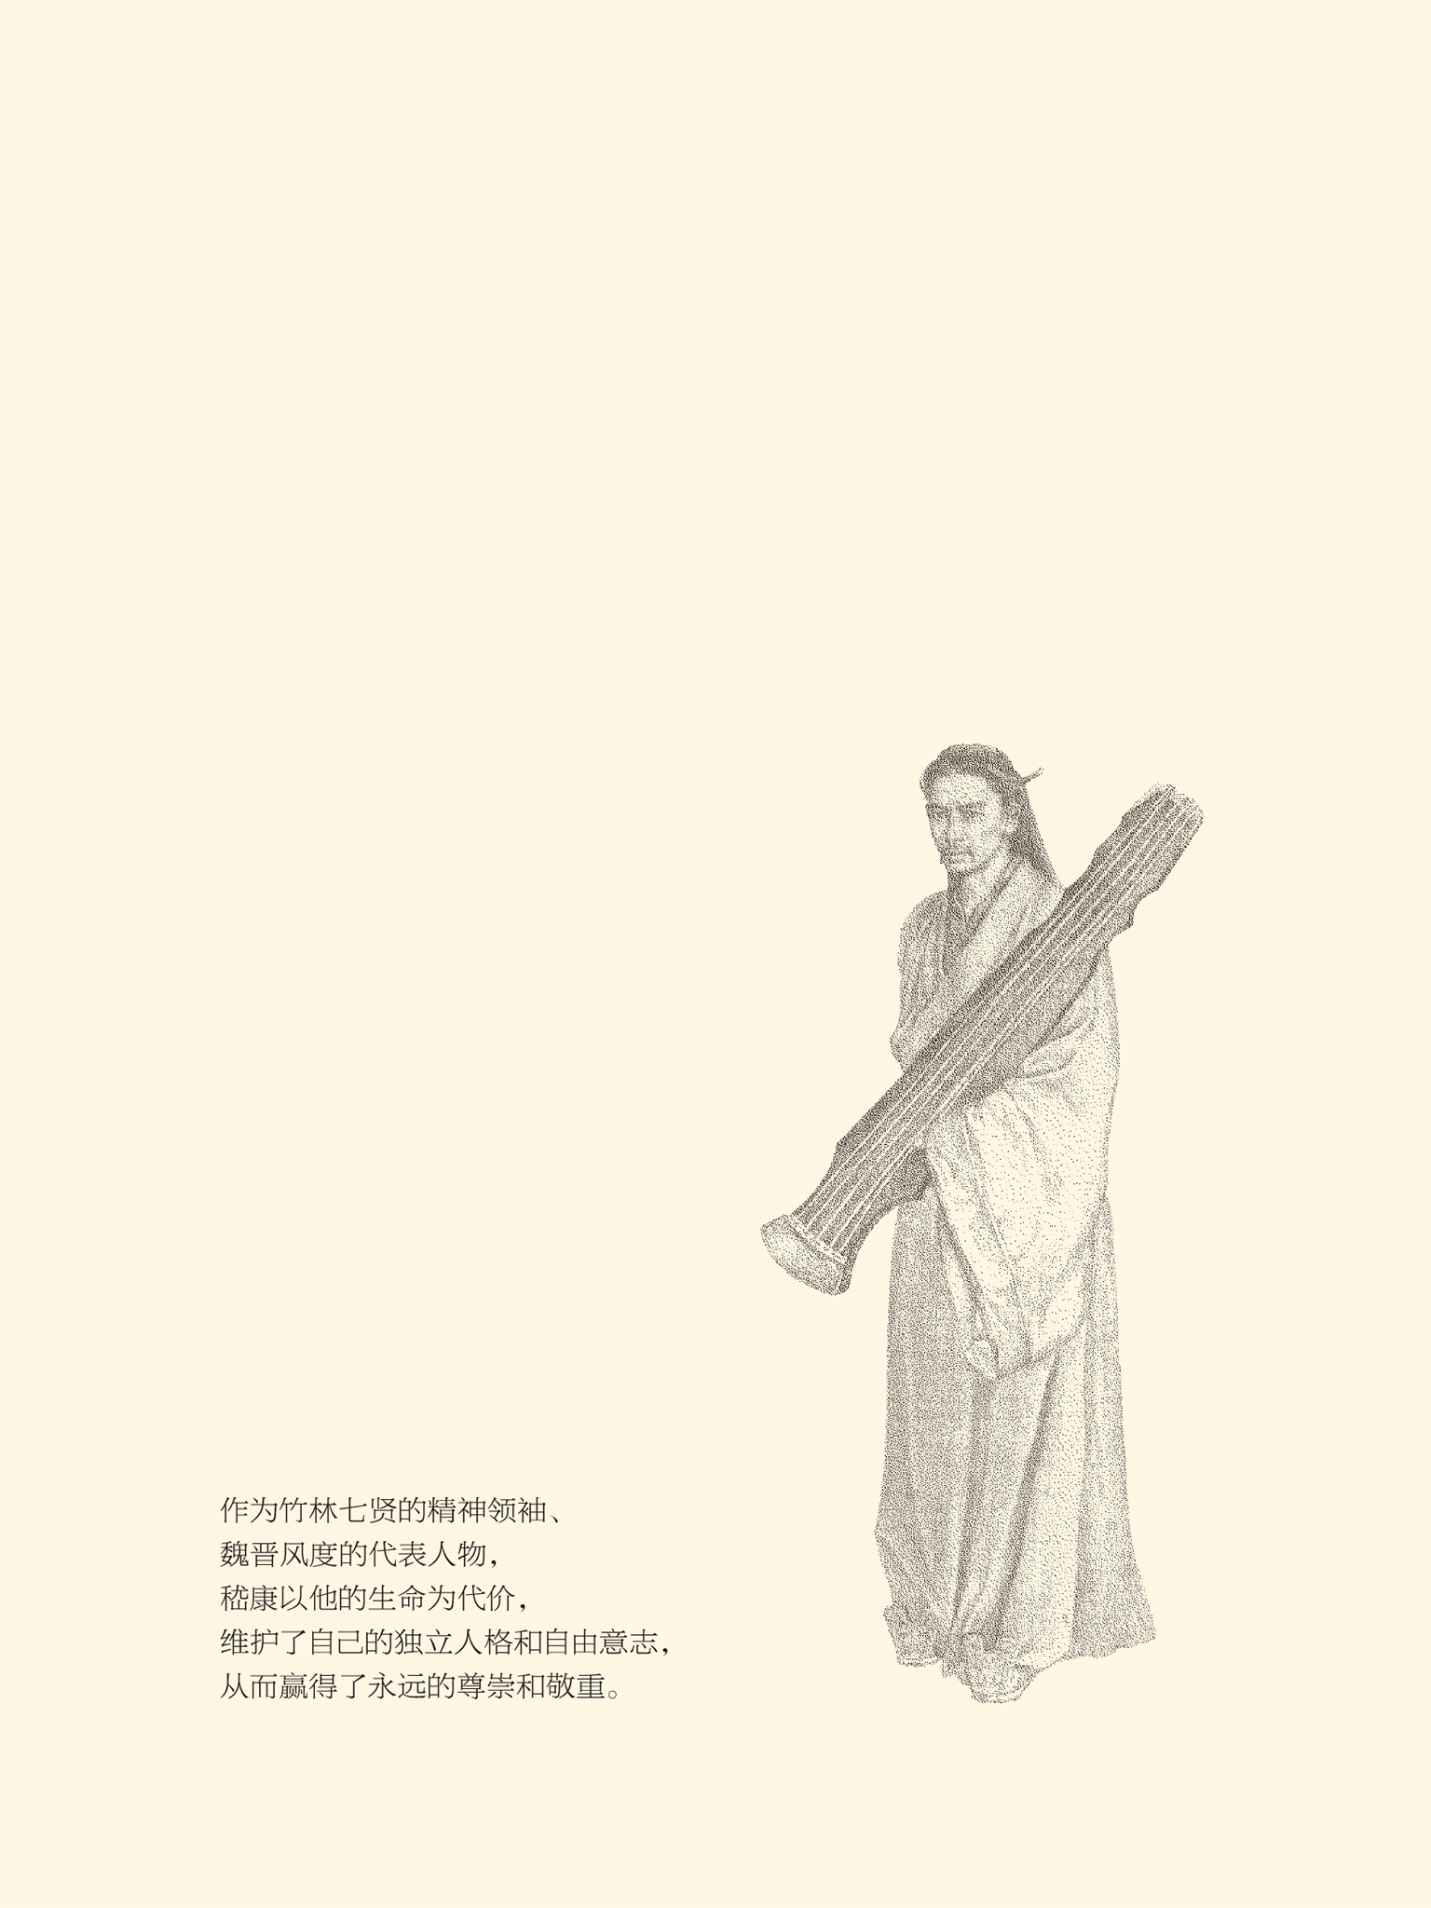 作为竹林七贤的精神领袖、
魏晋风度的代表人物，
嵇康以他的生命为代价，
维护了自己的独立人格和自由意志，
从而赢得了永远的尊崇和敬重。